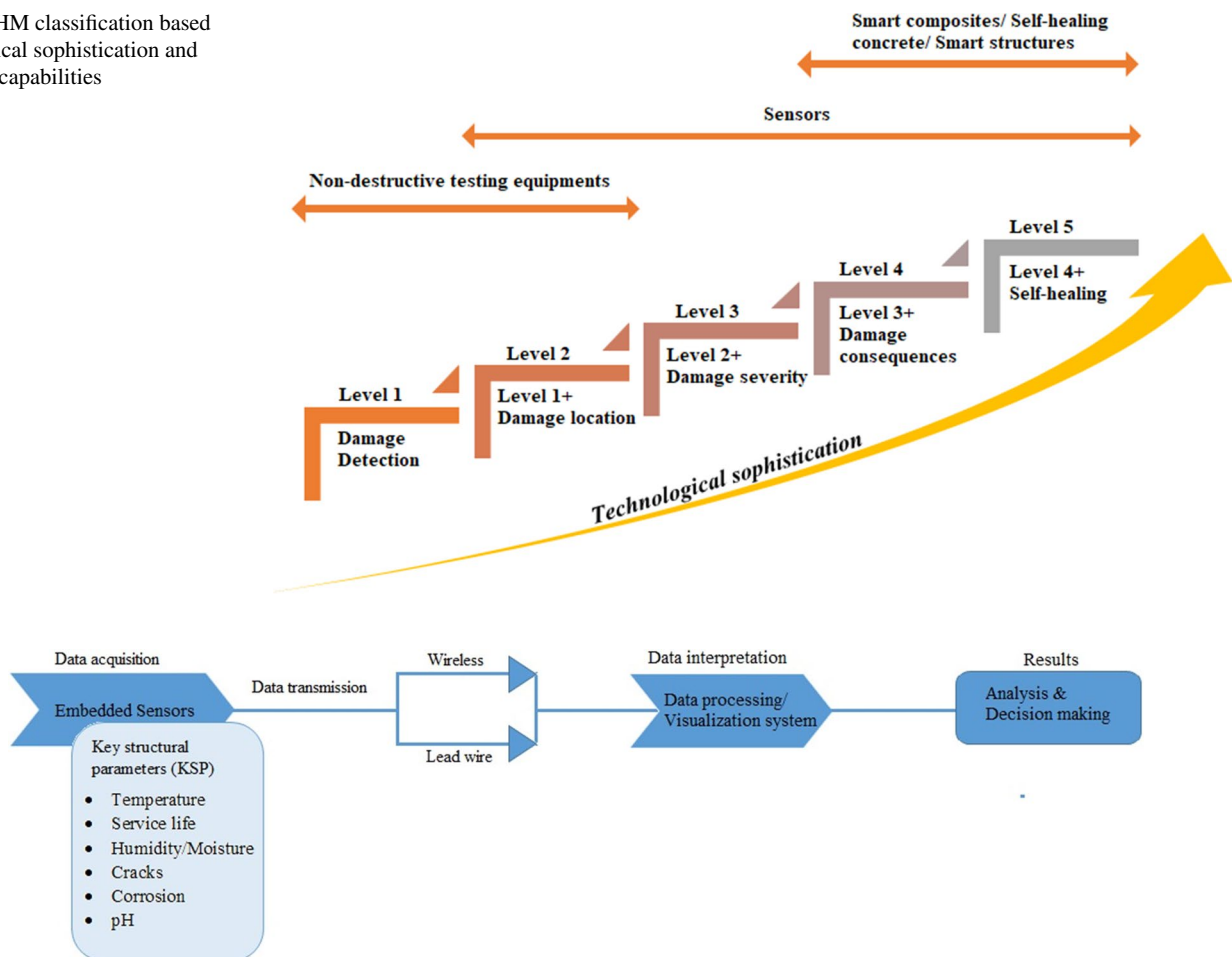 HM classification based
ical sophistication and
capabilities
Smart composites/ Self-healing
concrete/ Smart structures
Sensors
Non-destructive testing equipments
Level 5
Level 4+
Self-healing
Level 4
Level 3+
Damage
consequences
Level 3
Level 2+
Damage severity
Level 2
Level 1+
Damage location
Level 1
Damage
Detection
Technological sophistication
Data acquisition
Embedded Sensors
Key structural
parameters (KSP)
• Temperature
• Service life
• Humidity/Moisture
• Cracks
• Corrosion
• pH
Data transmission
Wireless
Lead wire
Data interpretation
Data processing/
Visualization system
Results
Analysis &
Decision making